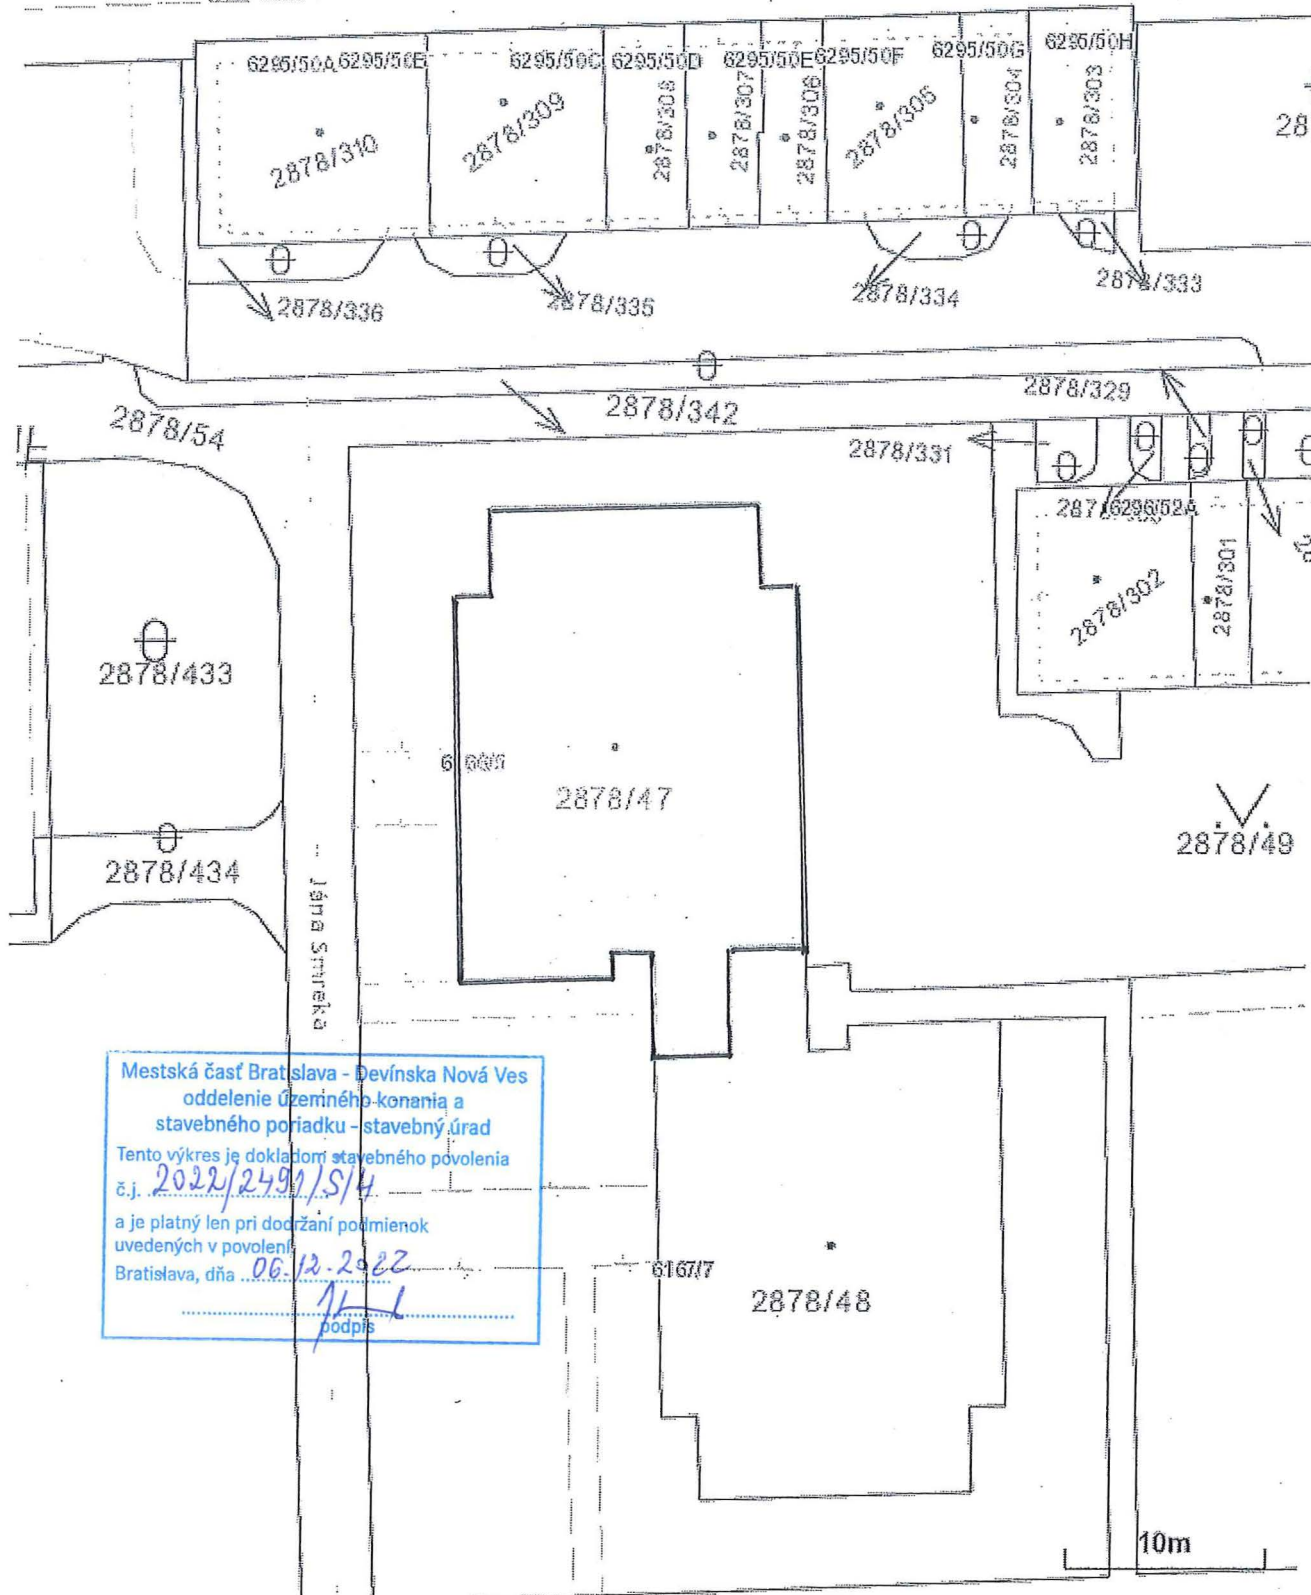 6295/50A 6295/50E 6295/50C 6295/50D 6295/50E 6295/50F 6295/50G 6295/50H
2878/310
2878/309
2878/308
2878/307
2878/306
2878/305
2878/304
2878/303
28
2878/336
2878/335
2878/334
2878/333
2878/54
2878/342
2878/329
2878/331
6296/52A
2878/302
2878/301
2878/433
2878/47
2878/49
2878/434
Jána Smreka
Mestská časť Bratislava - Devínska Nová Ves
oddelenie územného konania a
stavebného poriadku - stavebný úrad
Tento výkres je dokladom stavebného povolenia
č.j. 2022/2491/S/4
a je platný len pri dodržaní podmienok
uvedených v povolení
Bratislava, dňa 06.12.2022
podpis
6167/7
2878/48
10m